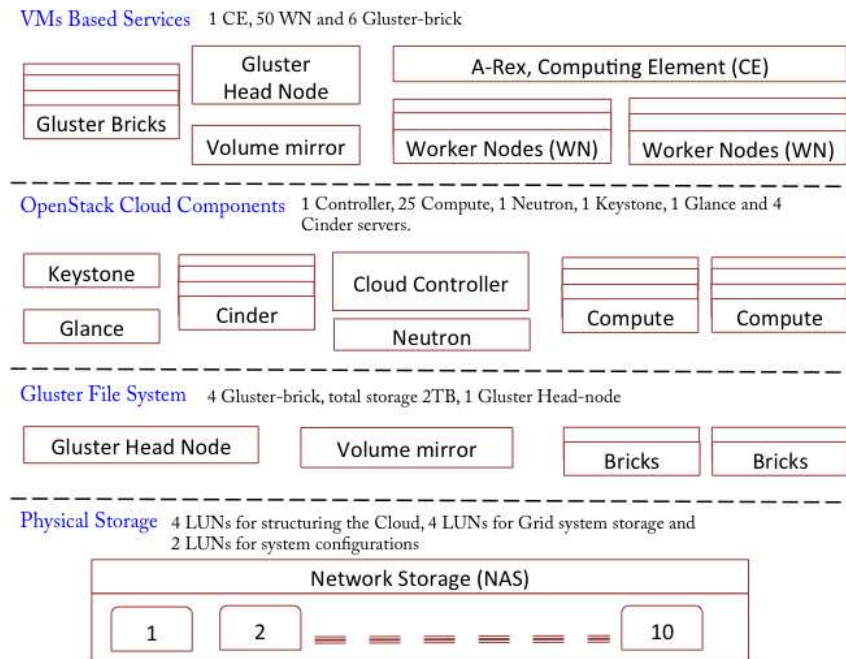 VMs Based Services 1 CE, 50 WN and 6 Gluster-brick
Gluster Bricks
Gluster
Head Node
Volume mirror
A-Rex, Computing Element (CE)
Worker Nodes (WN)
Worker Nodes (WN)
OpenStack Cloud Components 1 Controller, 25 Compute, 1 Neutron, 1 Keystone, 1 Glance and 4
Cinder servers.
Keystone
Glance
Cinder
Cloud Controller
Neutron
Compute
Compute
Gluster File System 4 Gluster-brick, total storage 2TB, 1 Gluster Head-node
Gluster Head Node
Volume mirror
Bricks
Bricks
Physical Storage 4 LUNs for structuring the Cloud, 4 LUNs for Grid system storage and
2 LUNs for system configurations
Network Storage (NAS)
1
2
10